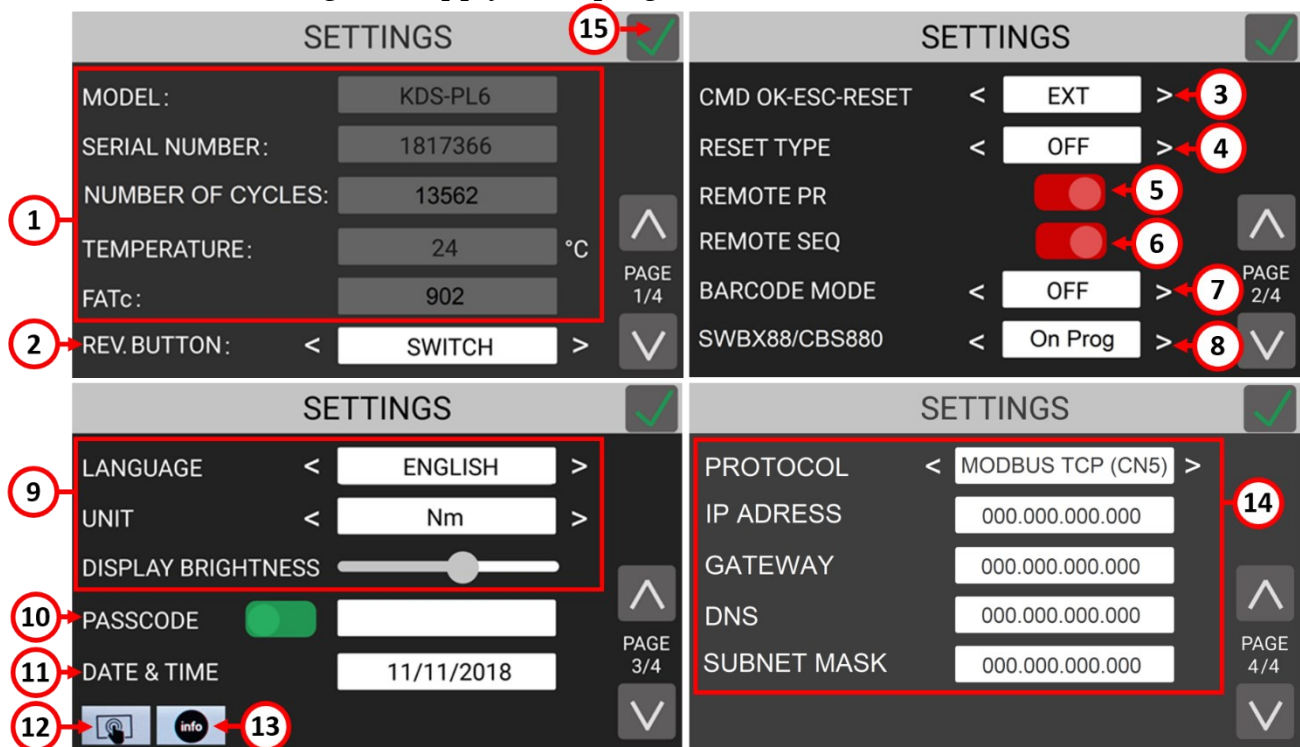 SETTINGS
15
MODEL: KDS-PL6
SERIAL NUMBER: 1817366
NUMBER OF CYCLES: 13562
1
TEMPERATURE: 24 °C
FATc: 902
PAGE
1/4
2 REV. BUTTON: < SWITCH >
SETTINGS
CMD OK-ESC-RESET < EXT > 3
RESET TYPE < OFF > 4
REMOTE PR 5
REMOTE SEQ 6
BARCODE MODE < OFF > 7
PAGE
2/4
SWBX88/CBS880 < On Prog > 8
SETTINGS
LANGUAGE < ENGLISH >
9
UNIT < Nm >
DISPLAY BRIGHTNESS
10 PASSCODE
PAGE
3/4
11 DATE & TIME 11/11/2018
12 info 13
SETTINGS
PROTOCOL < MODBUS TCP (CN5) >
14
IP ADRESS 000.000.000.000
GATEWAY 000.000.000.000
DNS 000.000.000.000
SUBNET MASK 000.000.000.000
PAGE
4/4